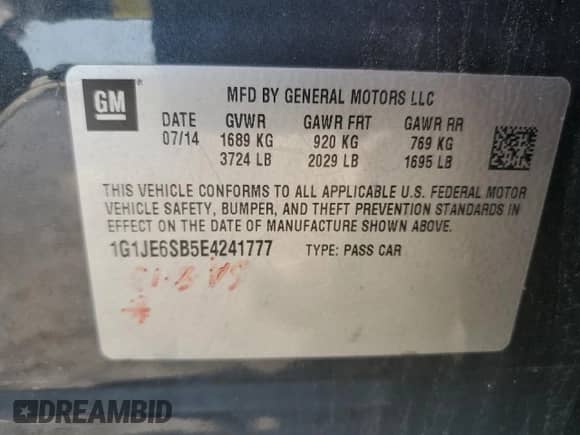 GM
MFD BY GENERAL MOTORS LLC
DATE GVWR GAWR FRT GAWR RR
07/14 1689 KG 920 KG 769 KG
3724 LB 2029 LB 1695 LB
THIS VEHICLE CONFORMS TO ALL APPLICABLE U.S. FEDERAL MOTOR
VEHICLE SAFETY, BUMPER, AND THEFT PREVENTION STANDARDS IN
EFFECT ON THE DATE OF MANUFACTURE SHOWN ABOVE.
1G1JE6SB5E4241777 TYPE: PASS CAR
DREAMBID